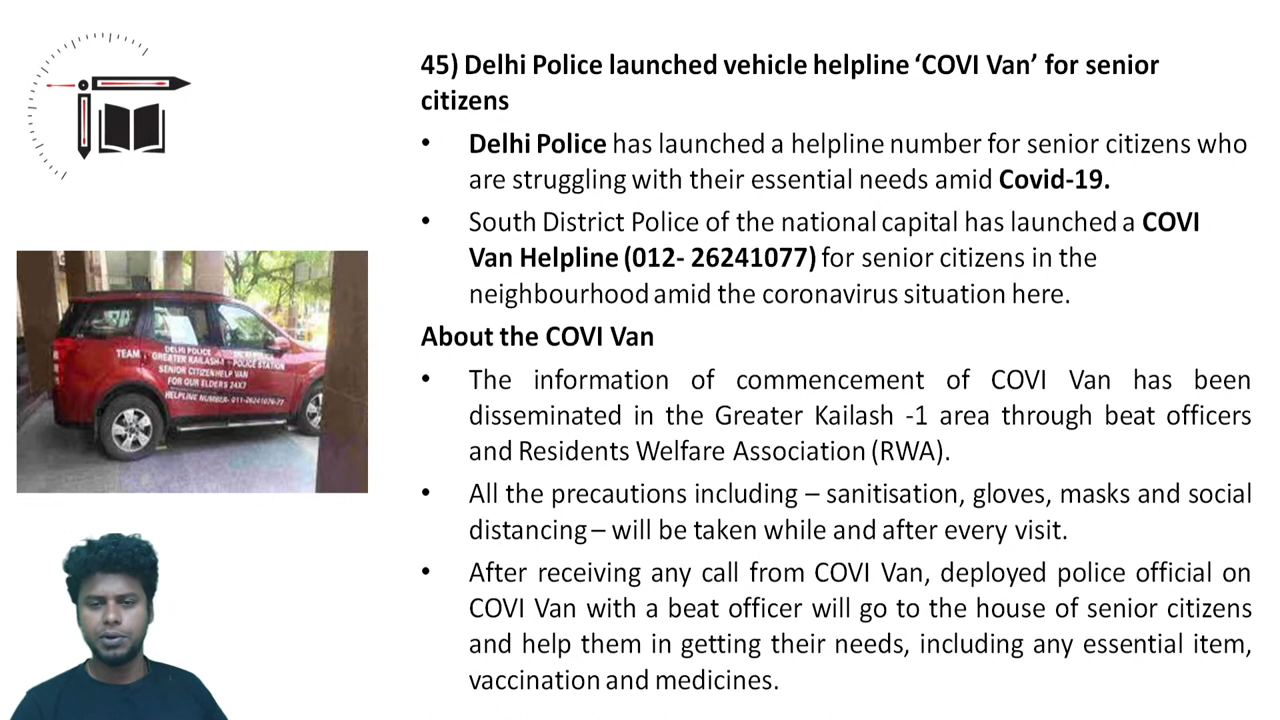 45) Delhi Police launched vehicle helpline ‘COVI Van’ for senior
citizens
• Delhi Police has launched a helpline number for senior citizens who
are struggling with their essential needs amid Covid-19.
• South District Police of the national capital has launched a COVI
Van Helpline (012- 26241077) for senior citizens in the
neighbourhood amid the coronavirus situation here.
About the COVI Van
• The information of commencement of COVI Van has been
disseminated in the Greater Kailash -1 area through beat officers
and Residents Welfare Association (RWA).
• All the precautions including – sanitisation, gloves, masks and social
distancing – will be taken while and after every visit.
• After receiving any call from COVI Van, deployed police official on
COVI Van with a beat officer will go to the house of senior citizens
and help them in getting their needs, including any essential item,
vaccination and medicines.
DELHI POLICE
TEAM : GREATER KAILASH-1 - POLICE STATION
SENIOR CITIZEN HELP VAN
FOR OUR ELDERS 24X7
HELPLINE NUMBER- 011-26241076-77